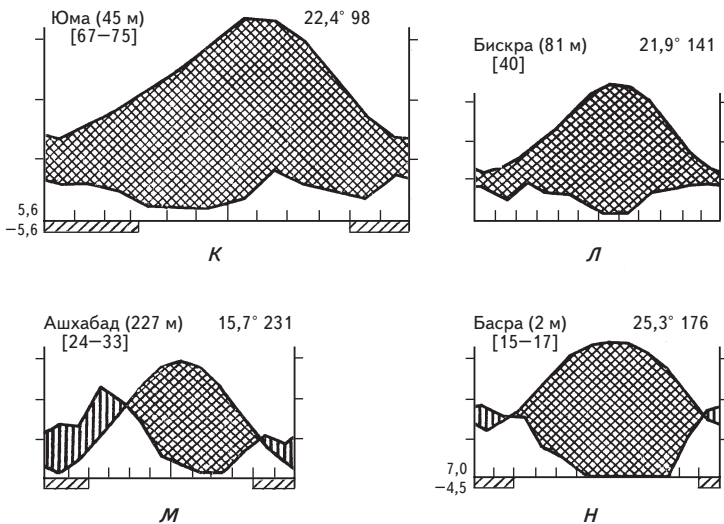 Юма (45 м) 22,4° 98
[67—75]
5,6
—5,6
К
Бискра (81 м) 21,9° 141
[40]
Л
Ашхабад (227 м) 15,7° 231
[24—33]
М
Басра (2 м) 25,3° 176
[15—17]
7,0
—4,5
Н